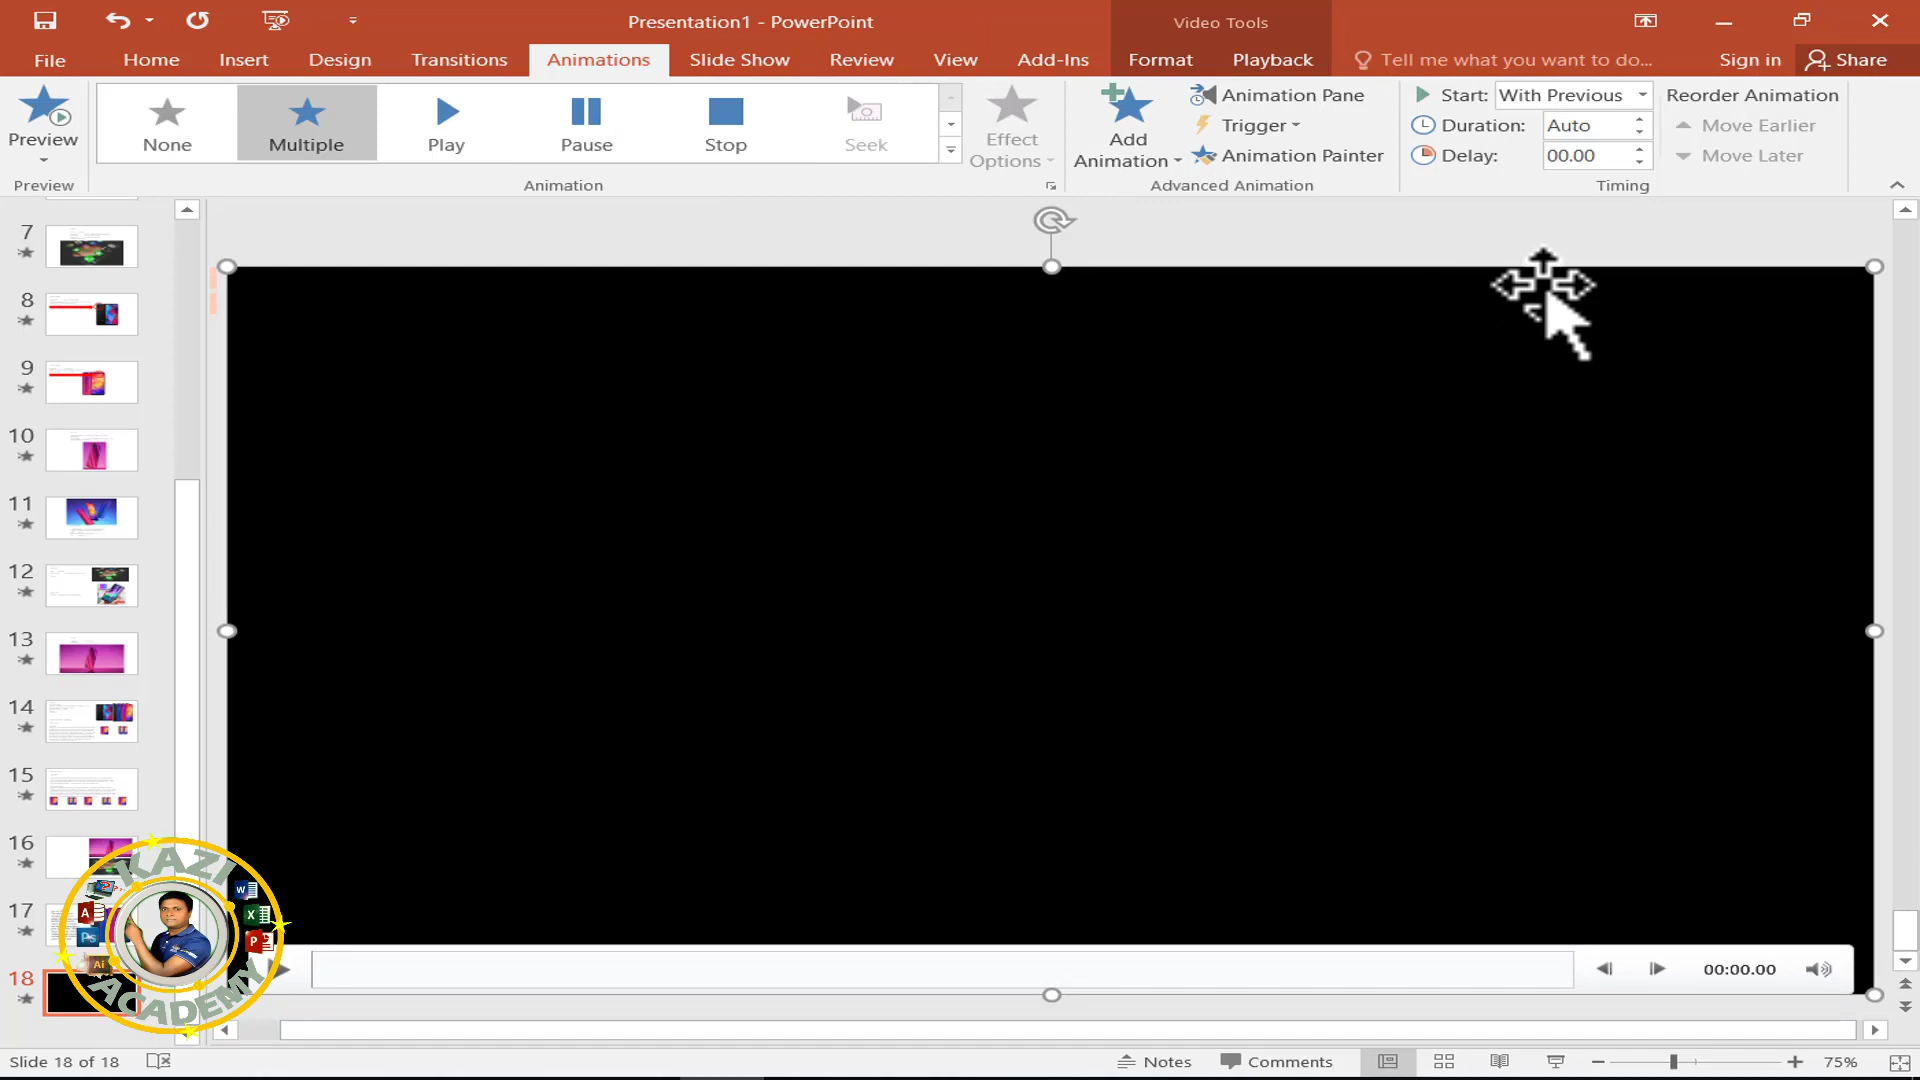 Presentation1 - PowerPoint
Video Tools
File Home Insert Design Transitions Animations Slide Show Review View Add-Ins Format Playback Tell me what you want to do... Sign in Share
Preview
None
Multiple
Play
Pause
Stop
Seek
Effect Options
Add Animation
Animation Pane
Trigger
Animation Painter
Start: With Previous
Duration: Auto
Delay: 00.00
Reorder Animation
Move Earlier
Move Later
Preview
Animation
Advanced Animation
Timing
7
8
9
10
11
12
13
14
15
16
17
18
KAZI
ACADEMY
W
X
P
A
Ps
Ai
00:00.00
Slide 18 of 18
Notes
Comments
75%